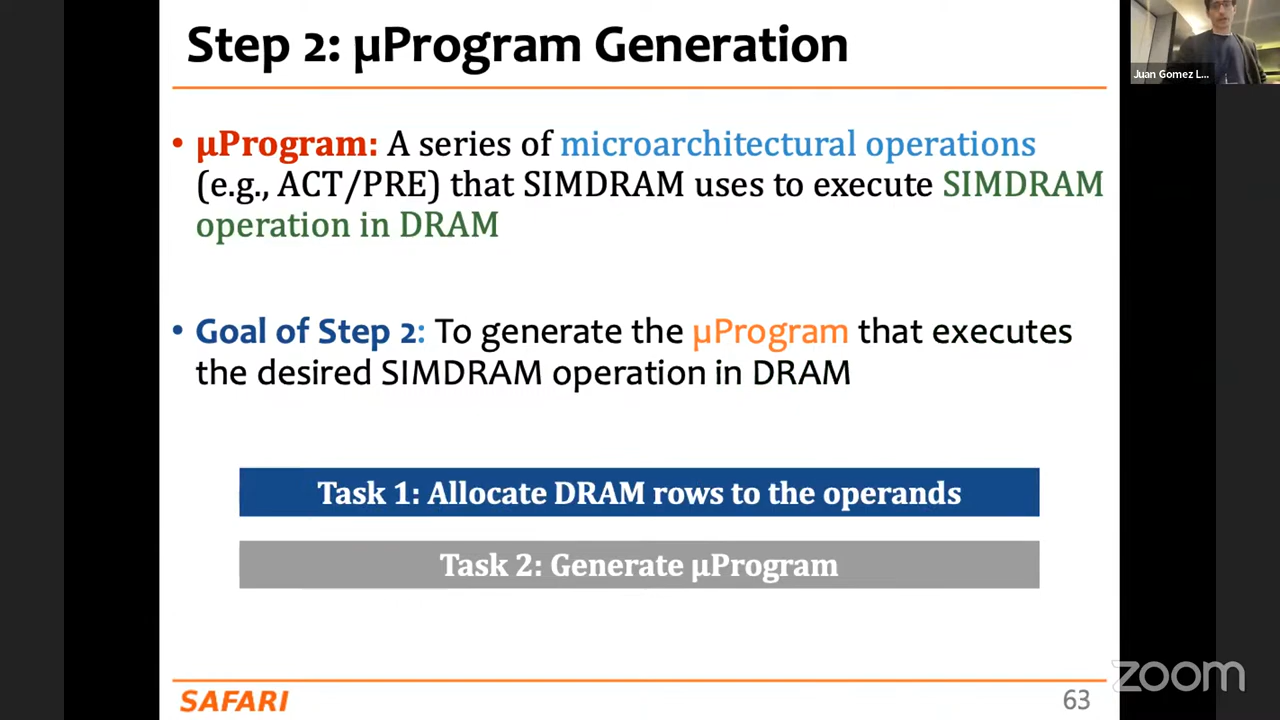 Step 2: µProgram Generation
Juan Gomez L...
• µProgram: A series of microarchitectural operations
(e.g., ACT/PRE) that SIMDRAM uses to execute SIMDRAM
operation in DRAM
• Goal of Step 2: To generate the µProgram that executes
the desired SIMDRAM operation in DRAM
Task 1: Allocate DRAM rows to the operands
Task 2: Generate µProgram
SAFARI
63
zoom